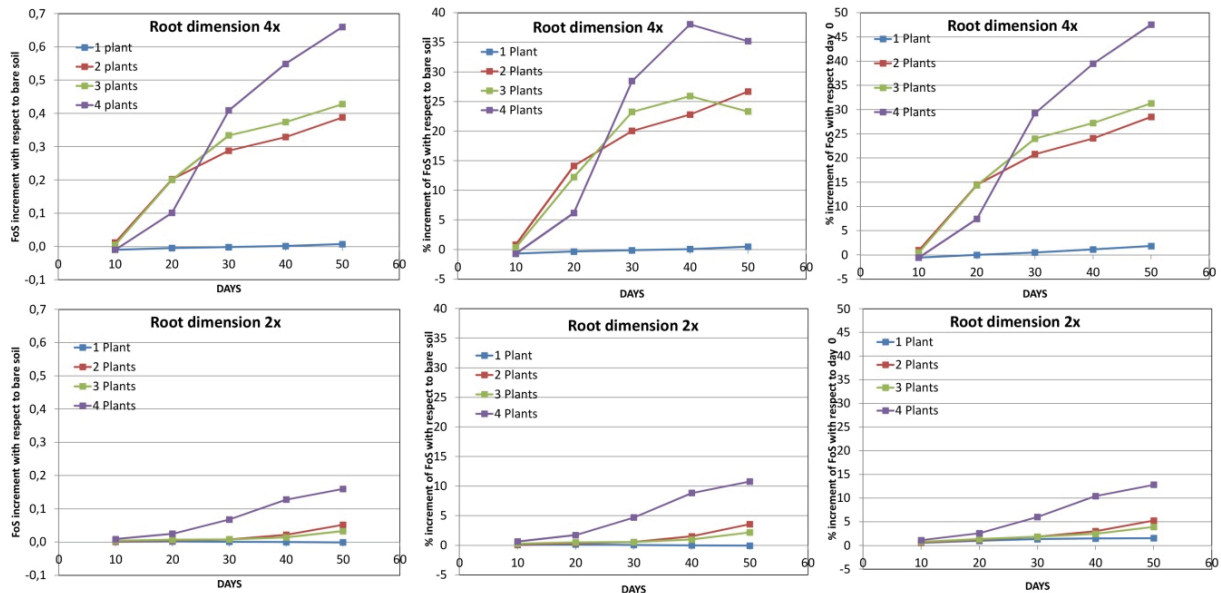 Root dimension 4x
FoS increment with respect to bare soil
0,7
0,6
0,5
0,4
0,3
0,2
0,1
0,0
-0,1
1 plant
2 plants
3 plants
4 plants
0 10 20 30 40 50 60
DAYS
Root dimension 4x
% increment of FoS with respect to bare soil
40
35
30
25
20
15
10
5
0
-5
1 Plant
2 Plants
3 Plants
4 Plants
0 10 20 30 40 50 60
DAYS
Root dimension 4x
% increment of FoS with respect to day 0
50
45
40
35
30
25
20
15
10
5
0
-5
1 Plant
2 Plants
3 Plants
4 Plants
0 10 20 30 40 50 60
DAYS
Root dimension 2x
FoS increment with respect to bare soil
0,7
0,6
0,5
0,4
0,3
0,2
0,1
0,0
-0,1
1 Plant
2 Plants
3 Plants
4 Plants
0 10 20 30 40 50 60
DAYS
Root dimension 2x
% increment of FoS with respect to bare soil
40
35
30
25
20
15
10
5
0
-5
1 Plant
2 Plants
3 Plants
4 Plants
0 10 20 30 40 50 60
DAYS
Root dimension 2x
% increment of FoS with respect to day 0
50
45
40
35
30
25
20
15
10
5
0
-5
1 Plant
2 Plants
3 Plants
4 Plants
0 10 20 30 40 50 60
DAYS